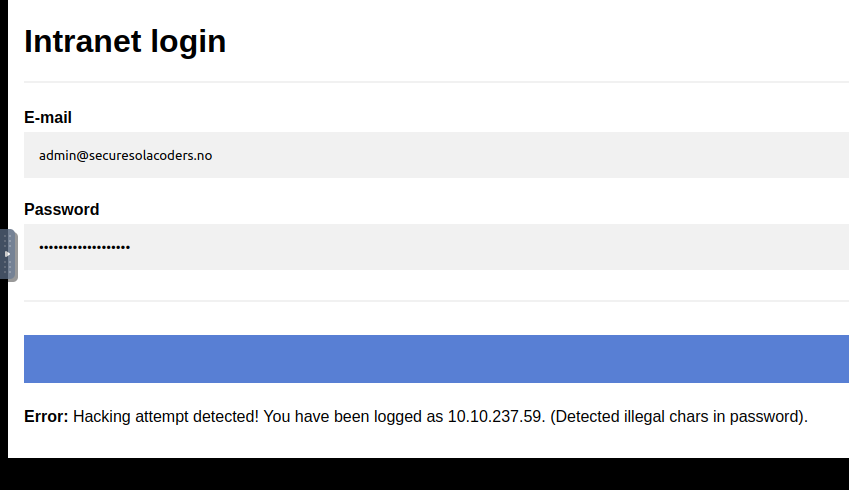 Intranet login
E-mail
admin@securesolacoders.no
Password
•••••••••••••••••••
Error: Hacking attempt detected! You have been logged as 10.10.237.59. (Detected illegal chars in password).